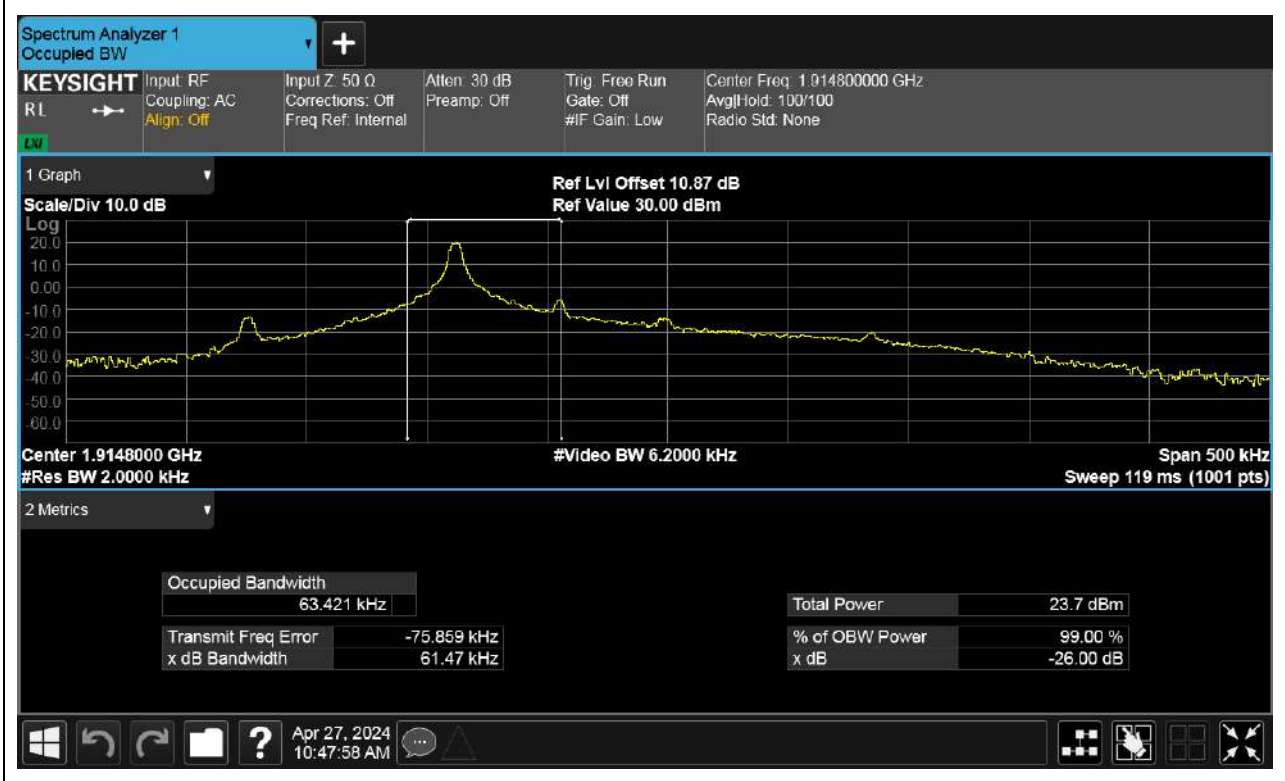 Spectrum Analyzer 1
Occupied BW
+
KEYSIGHT
RL
LXI
Input: RF
Coupling: AC
Align: Off
Input Z: 50 Ω
Corrections: Off
Freq Ref: Internal
Atten: 30 dB
Preamp: Off
Trig: Free Run
Gate: Off
#IF Gain: Low
Center Freq: 1.914800000 GHz
Avg|Hold: 100/100
Radio Std: None
1 Graph
Scale/Div 10.0 dB
Ref Lvl Offset 10.87 dB
Ref Value 30.00 dBm
Log
20.0
10.0
0.00
-10.0
-20.0
-30.0
-40.0
-50.0
-60.0
Center 1.9148000 GHz
#Res BW 2.0000 kHz
#Video BW 6.2000 kHz
Span 500 kHz
Sweep 119 ms (1001 pts)
2 Metrics
Occupied Bandwidth
63.421 kHz
Transmit Freq Error -75.859 kHz
x dB Bandwidth 61.47 kHz
Total Power 23.7 dBm
% of OBW Power 99.00 %
x dB -26.00 dB
?
Apr 27, 2024
10:47:58 AM